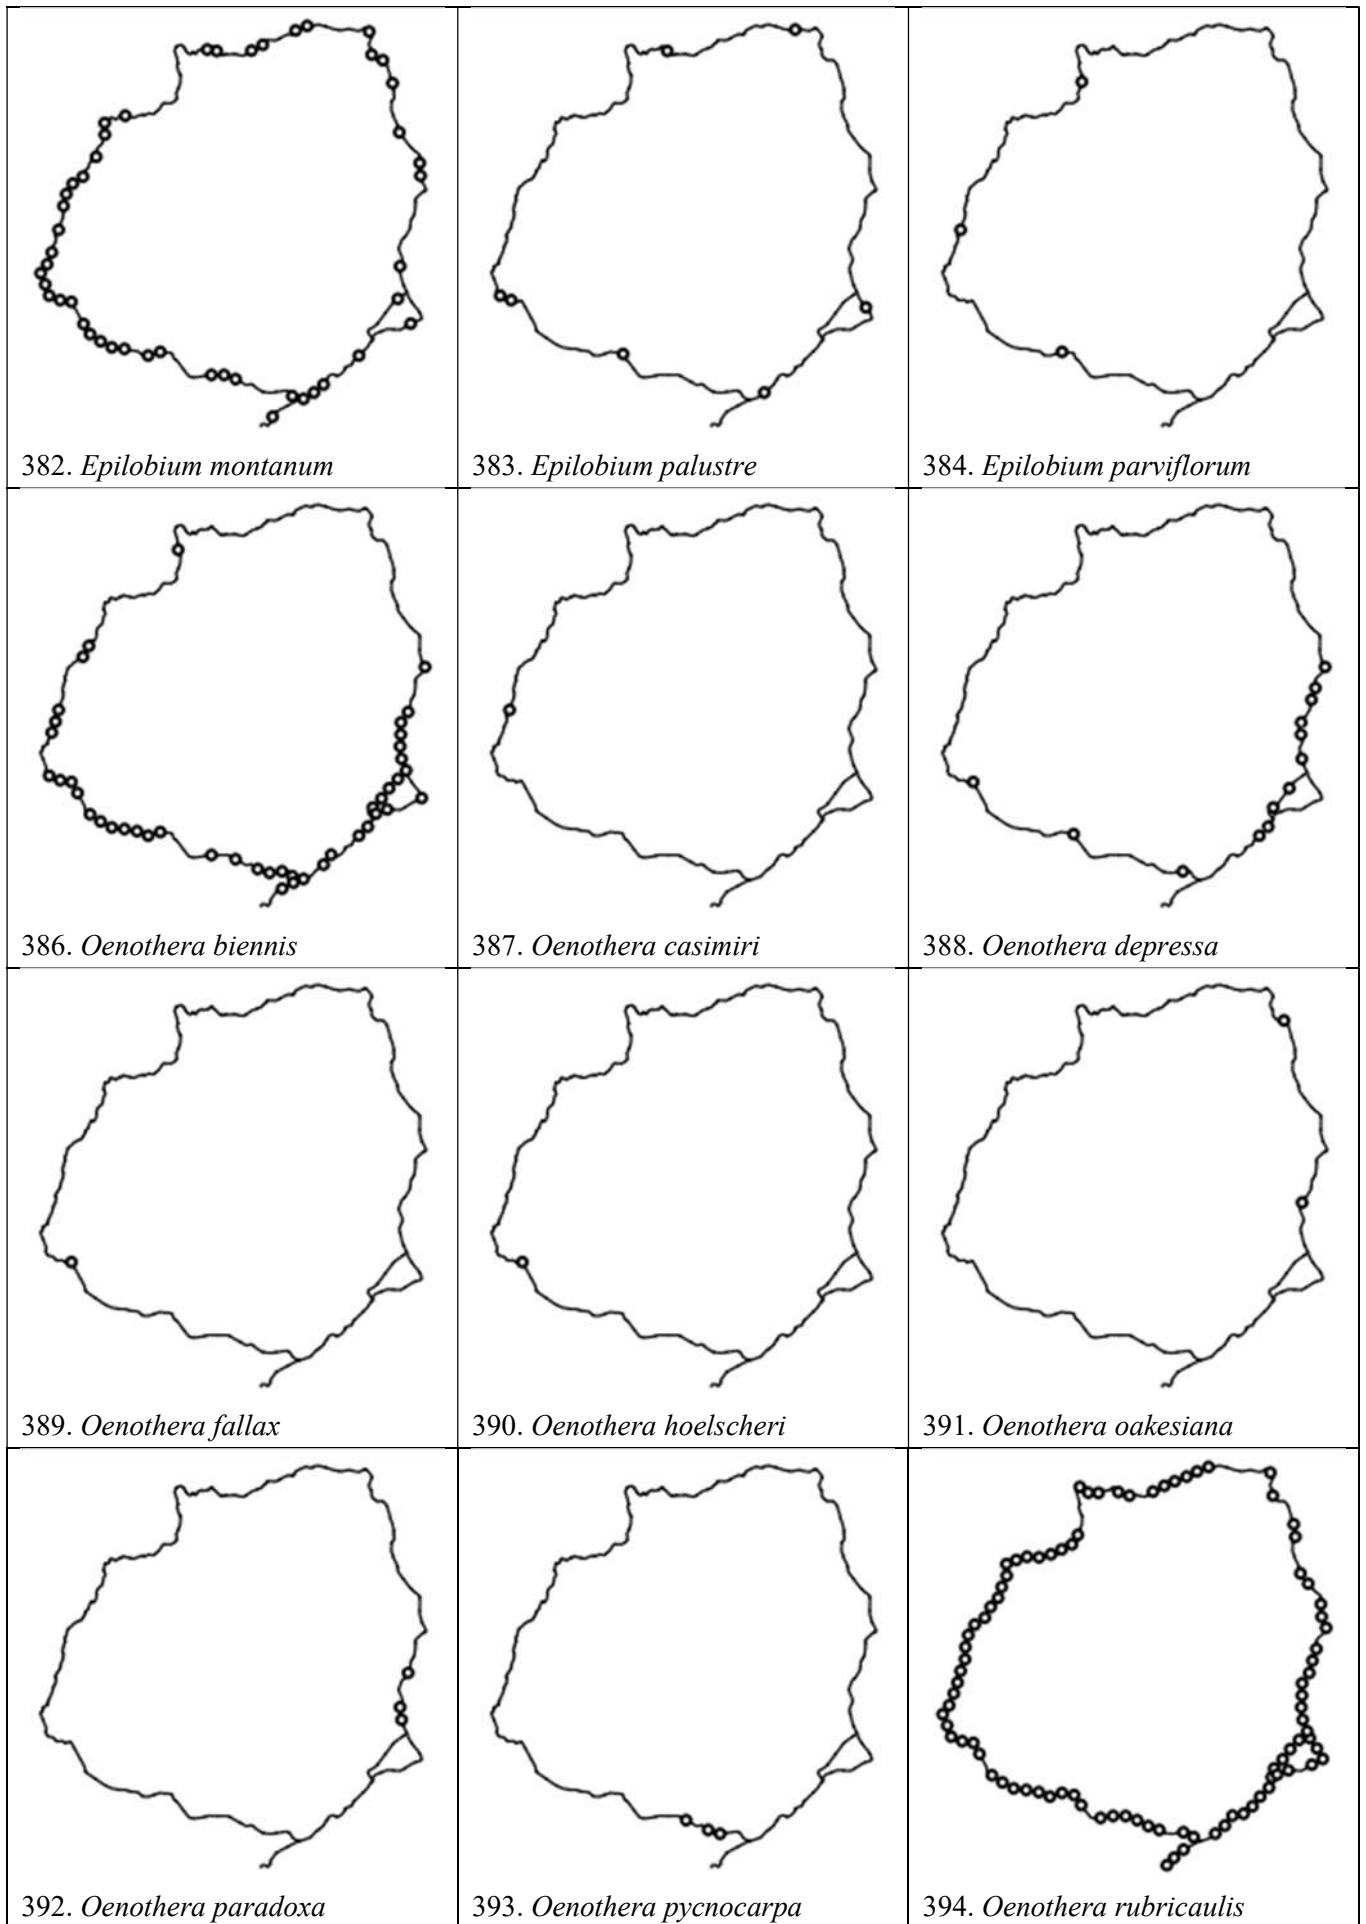 382. Epilobium montanum
383. Epilobium palustre
384. Epilobium parviflorum
386. Oenothera biennis
387. Oenothera casimiri
388. Oenothera depressa
389. Oenothera fallax
390. Oenothera hoelscheri
391. Oenothera oakesiana
392. Oenothera paradoxa
393. Oenothera pycnocarpa
394. Oenothera rubricaulis